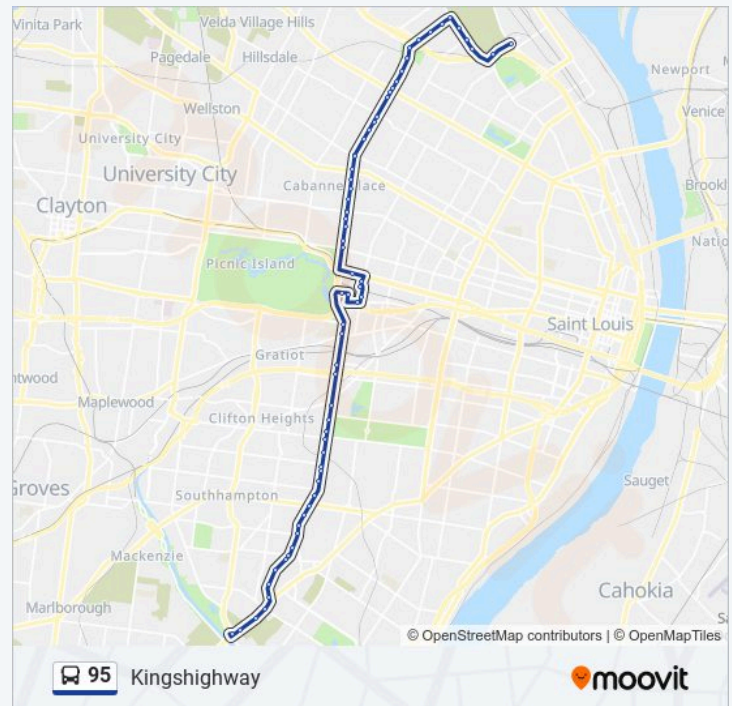 Vinita Park
Velda Village Hills
Pagedale
Hillsdale
Newport
Wellston
Venice
University City
University City
Cabanne Place
Brookl
Clayton
Natio
Picnic Island
Saint Louis
Gratiot
ntwood
Maplewood
Clifton Heights
Groves
Southhampton
Sauget
Mackenzie
Cahokia
Marlborough
© OpenStreetMap contributors | © OpenMapTiles
95 Kingshighway
moovit